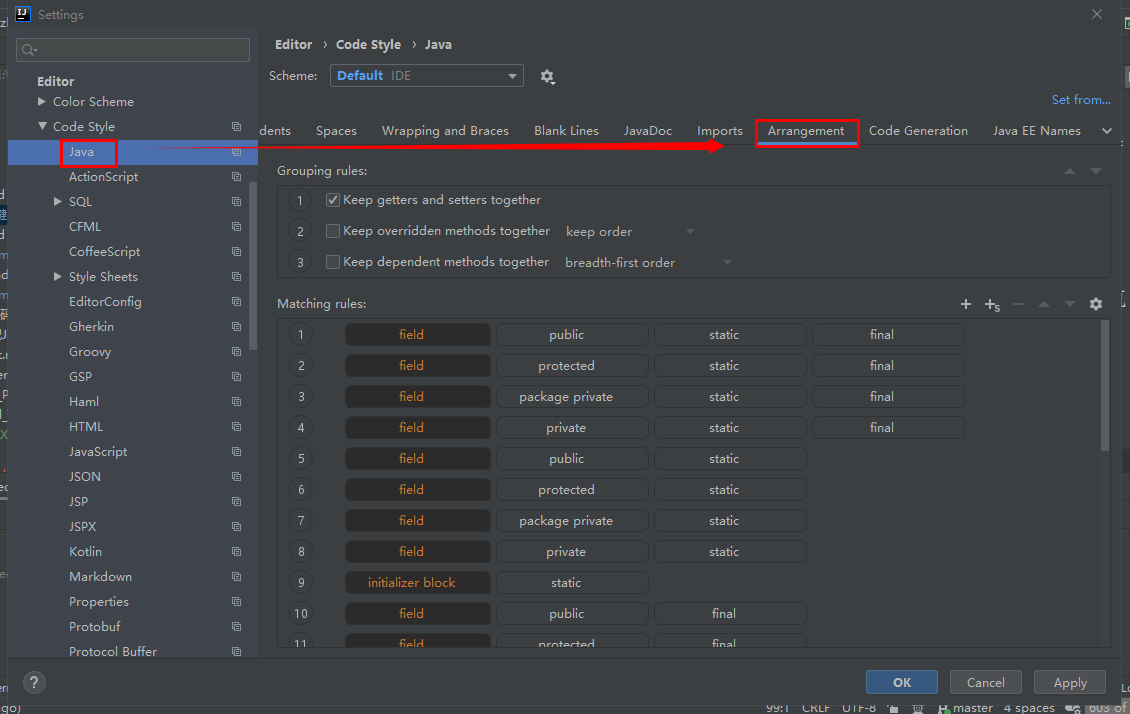 Settings
Editor
Color Scheme
Code Style
Java
ActionScript
SQL
CFML
CoffeeScript
Style Sheets
EditorConfig
Gherkin
Groovy
GSP
Haml
HTML
JavaScript
JSON
JSP
JSPX
Kotlin
Markdown
Properties
Protobuf
Protocol Buffer
Editor › Code Style › Java
Scheme: Default IDE
Set from...
dents Spaces Wrapping and Braces Blank Lines JavaDoc Imports Arrangement Code Generation Java EE Names
Grouping rules:
1 Keep getters and setters together
2 Keep overridden methods together keep order
3 Keep dependent methods together breadth-first order
Matching rules:
1 field public static final
2 field protected static final
3 field package private static final
4 field private static final
5 field public static
6 field protected static
7 field package private static
8 field private static
9 initializer block static
10 field public final
11 field protected final
? OK Cancel Apply
99:1 CRLF UTF-8 master 4 spaces 603 of